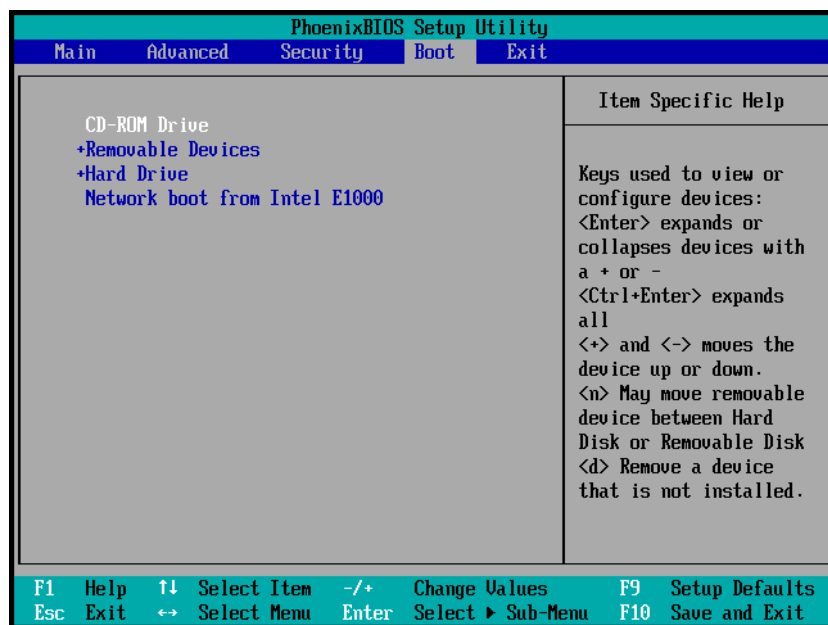 PhoenixBIOS Setup Utility
Main Advanced Security Boot Exit
CD-ROM Drive
+Removable Devices
+Hard Drive
Network boot from Intel E1000
Item Specific Help
Keys used to view or
configure devices:
<Enter> expands or
collapses devices with
a + or -
<Ctrl+Enter> expands
all
<+> and <-> moves the
device up or down.
<n> May move removable
device between Hard
Disk or Removable Disk
<d> Remove a device
that is not installed.
F1 Help ↑↓ Select Item -/+ Change Values F9 Setup Defaults
Esc Exit ↔ Select Menu Enter Select ▶ Sub-Menu F10 Save and Exit